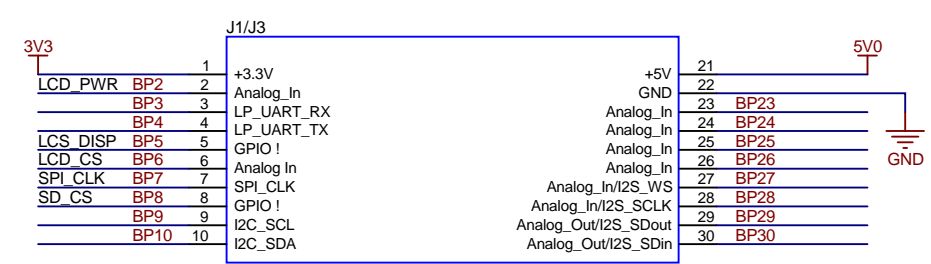 J1/J3
3V3 5V0
1 +3.3V +5V 21
LCD_PWR BP2 2 Analog_In GND 22
BP3 3 LP_UART_RX Analog_In 23 BP23
BP4 4 LP_UART_TX Analog_In 24 BP24
LCS_DISP BP5 5 GPIO ! Analog_In 25 BP25
LCD_CS BP6 6 Analog In Analog_In 26 BP26
GND
SPI_CLK BP7 7 SPI_CLK Analog_In/I2S_WS 27 BP27
SD_CS BP8 8 GPIO ! Analog_In/I2S_SCLK 28 BP28
BP9 9 I2C_SCL Analog_Out/I2S_SDout 29 BP29
BP10 10 I2C_SDA Analog_Out/I2S_SDin 30 BP30